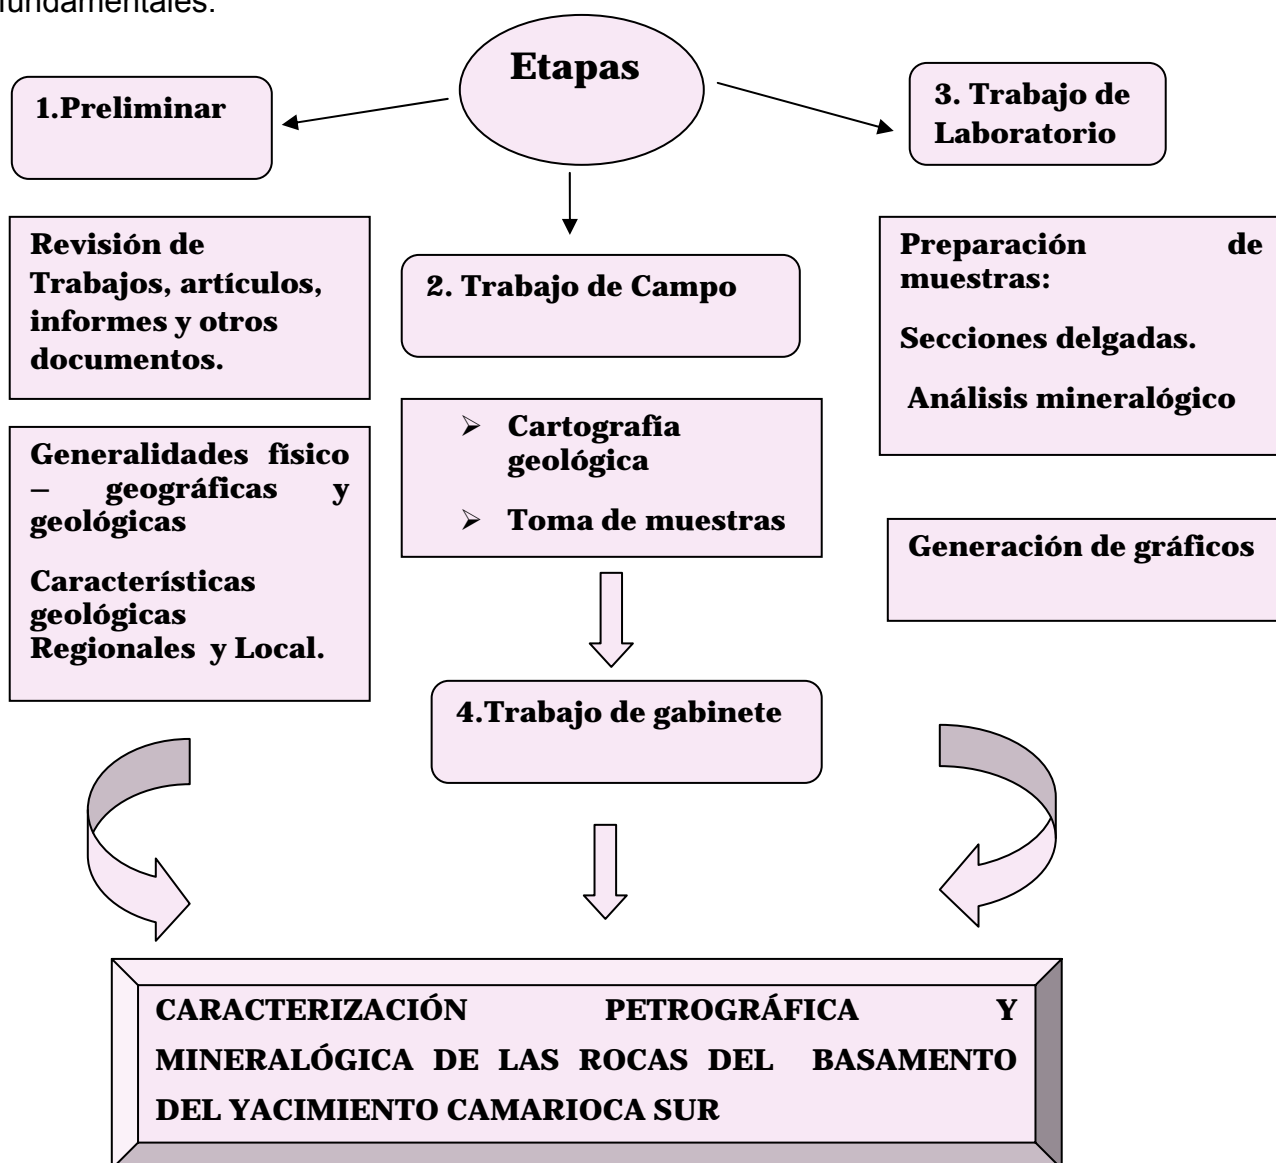 fundamentales:
Etapas
1.Preliminar
3. Trabajo de
Laboratorio
Revisión de
Trabajos, artículos,
informes y otros
documentos.
2. Trabajo de Campo
Preparación de
muestras:
Secciones delgadas.
Análisis mineralógico
Generalidades físico
– geográficas y
geológicas
Características
geológicas
Regionales y Local.
➢ Cartografía
geológica
➢ Toma de muestras
Generación de gráficos
4.Trabajo de gabinete
CARACTERIZACIÓN PETROGRÁFICA Y
MINERALÓGICA DE LAS ROCAS DEL BASAMENTO
DEL YACIMIENTO CAMARIOCA SUR